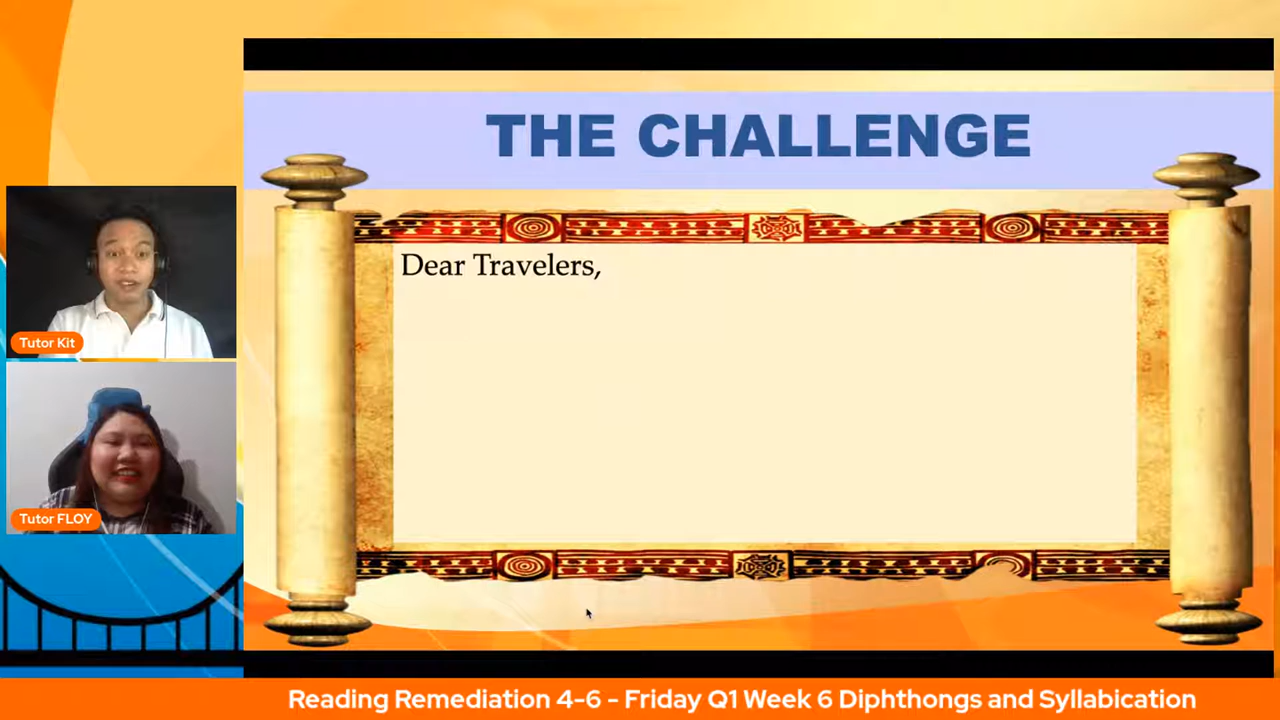 THE CHALLENGE
Dear Travelers,
Tutor Kit
Tutor FLOY
Reading Remediation 4-6 - Friday Q1 Week 6 Diphthongs and Syllabication